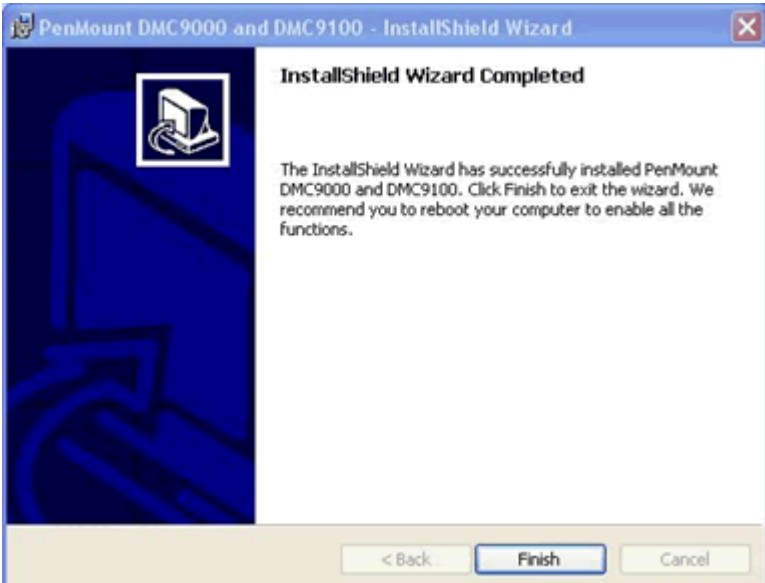 PenMount DMC9000 and DMC9100 - InstallShield Wizard
InstallShield Wizard Completed
The InstallShield Wizard has successfully installed PenMount
DMC9000 and DMC9100. Click Finish to exit the wizard. We
recommend you to reboot your computer to enable all the
functions.
< Back
Finish
Cancel